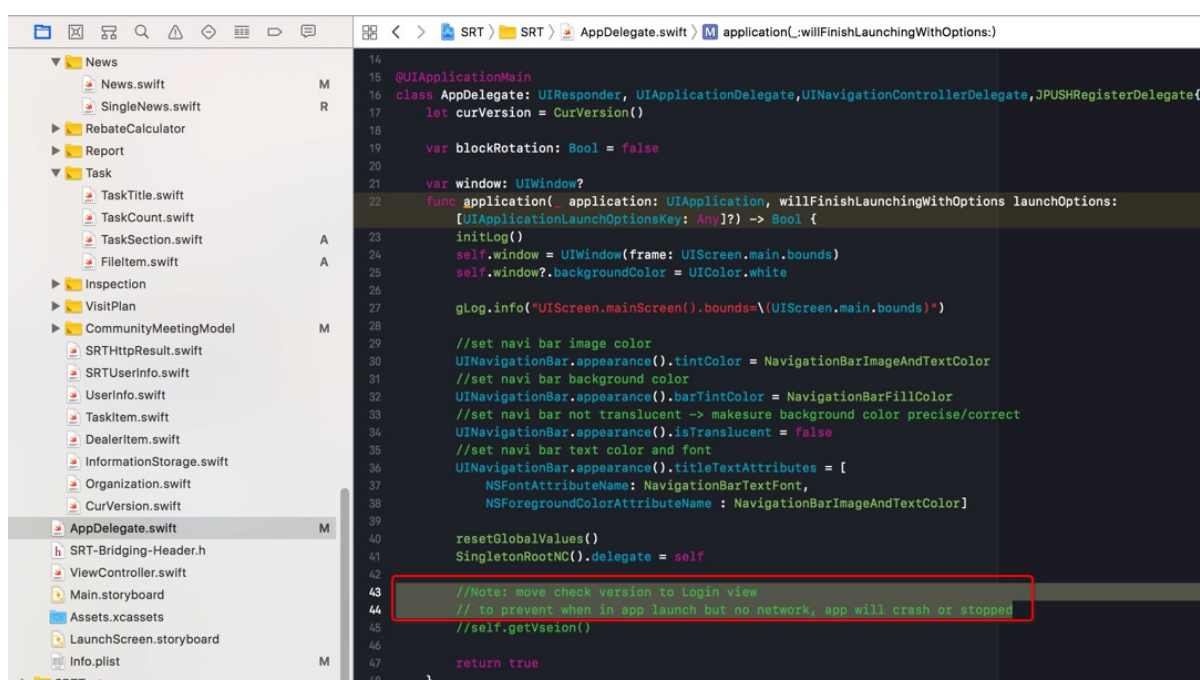 SRT 〉 SRT 〉 AppDelegate.swift 〉 M application(_:willFinishLaunchingWithOptions:)
▼ News
News.swift M
SingleNews.swift R
▶ RebateCalculator
▶ Report
▼ Task
TaskTitle.swift
TaskCount.swift
TaskSection.swift A
FileItem.swift A
▶ Inspection
▶ VisitPlan
▶ CommunityMeetingModel M
SRTHttpResult.swift
SRTUserInfo.swift
UserInfo.swift
TaskItem.swift
DealerItem.swift
InformationStorage.swift
Organization.swift
CurVersion.swift
AppDelegate.swift M
h SRT-Bridging-Header.h
ViewController.swift
Main.storyboard
Assets.xcassets
LaunchScreen.storyboard
Info.plist M
14
15 @UIApplicationMain
16 class AppDelegate: UIResponder, UIApplicationDelegate,UINavigationControllerDelegate,JPUSHRegisterDelegate{
17 let curVersion = CurVersion()
18
19 var blockRotation: Bool = false
20
21 var window: UIWindow?
22 func application(_ application: UIApplication, willFinishLaunchingWithOptions launchOptions:
[UIApplicationLaunchOptionsKey: Any]?) -> Bool {
23 initLog()
24 self.window = UIWindow(frame: UIScreen.main.bounds)
25 self.window?.backgroundColor = UIColor.white
26
27 gLog.info("UIScreen.mainScreen().bounds=\(UIScreen.main.bounds)")
28
29 //set navi bar image color
30 UINavigationBar.appearance().tintColor = NavigationBarImageAndTextColor
31 //set navi bar background color
32 UINavigationBar.appearance().barTintColor = NavigationBarFillColor
33 //set navi bar not translucent -> makesure background color precise/correct
34 UINavigationBar.appearance().isTranslucent = false
35 //set navi bar text color and font
36 UINavigationBar.appearance().titleTextAttributes = [
37 NSFontAttributeName: NavigationBarTextFont,
38 NSForegroundColorAttributeName : NavigationBarImageAndTextColor]
39
40 resetGlobalValues()
41 SingletonRootNC().delegate = self
42
43 //Note: move check version to Login view
44 // to prevent when in app launch but no network, app will crash or stopped
45 //self.getVseion()
46
47 return true